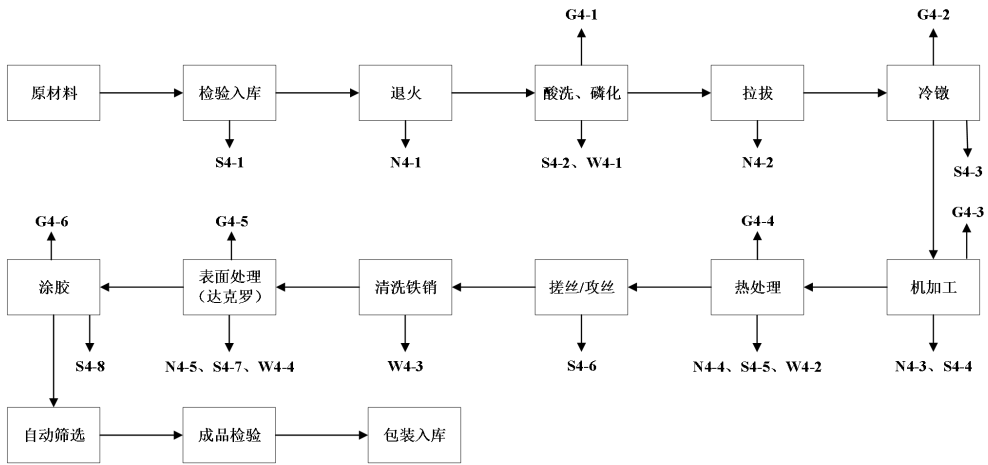 G4-1
G4-2
原材料
检验入库
退火
酸洗、磷化
拉拔
冷镦
S4-1
N4-1
S4-2、W4-1
N4-2
S4-3
G4-6
G4-5
G4-4
G4-3
涂胶
表面处理
（达克罗）
清洗铁销
搓丝/攻丝
热处理
机加工
S4-8
N4-5、S4-7、W4-4
W4-3
S4-6
N4-4、S4-5、W4-2
N4-3、S4-4
自动筛选
成品检验
包装入库